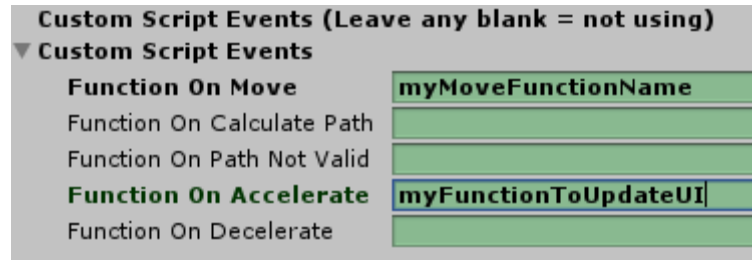 Custom Script Events (Leave any blank = not using)
Custom Script Events
Function On Move myMoveFunctionName
Function On Calculate Path
Function On Path Not Valid
Function On Accelerate myFunctionToUpdateUI
Function On Decelerate